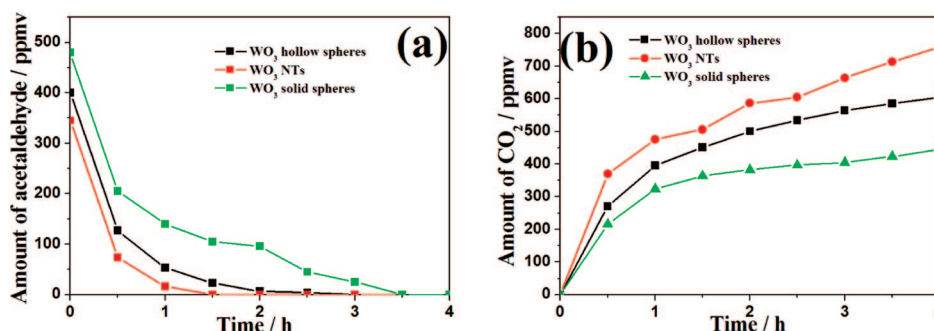 (a)
WO3 hollow spheres
WO3 NTs
WO3 solid spheres
Amount of acetaldehyde / ppmv
500
400
300
200
100
0
0 1 2 3 4
Time / h
(b)
WO3 hollow spheres
WO3 NTs
WO3 solid spheres
Amount of CO2 / ppmv
800
700
600
500
400
300
200
100
0
0 1 2 3
Time / h